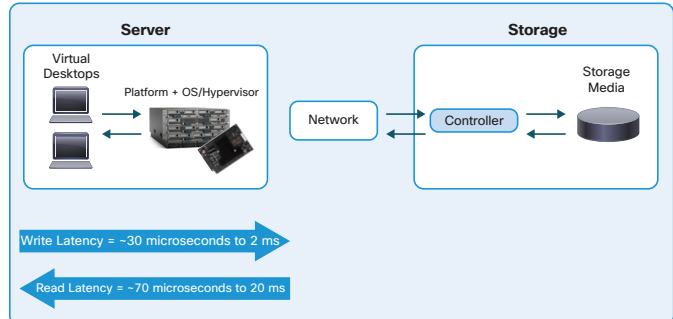 Server
Storage
Virtual
Desktops
Platform + OS/Hypervisor
Network
Controller
Storage
Media
Write Latency = ~30 microseconds to 2 ms
Read Latency = ~70 microseconds to 20 ms